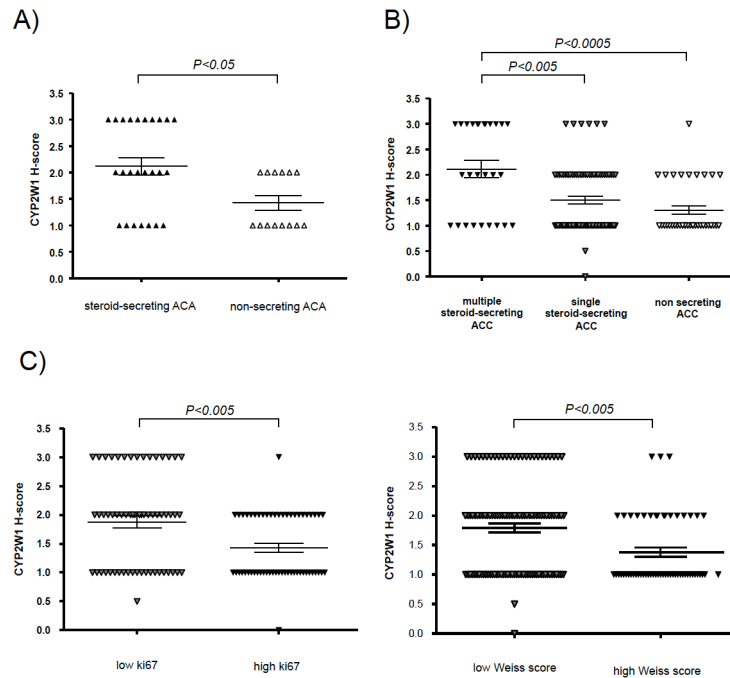 A)
P<0.05
CYP2W1 H-score
3.5
3.0
2.5
2.0
1.5
1.0
0.5
0.0
steroid-secreting ACA
non-secreting ACA
B)
P<0.0005
P<0.005
CYP2W1 H-score
3.5
3.0
2.5
2.0
1.5
1.0
0.5
0.0
multiple
steroid-secreting
ACC
single
steroid-secreting
ACC
non secreting
ACC
C)
P<0.005
CYP2W1 H-score
3.5
3.0
2.5
2.0
1.5
1.0
0.5
0.0
low ki67
high ki67
P<0.005
CYP2W1 H-score
3.5
3.0
2.5
2.0
1.5
1.0
0.5
0.0
low Weiss score
high Weiss score